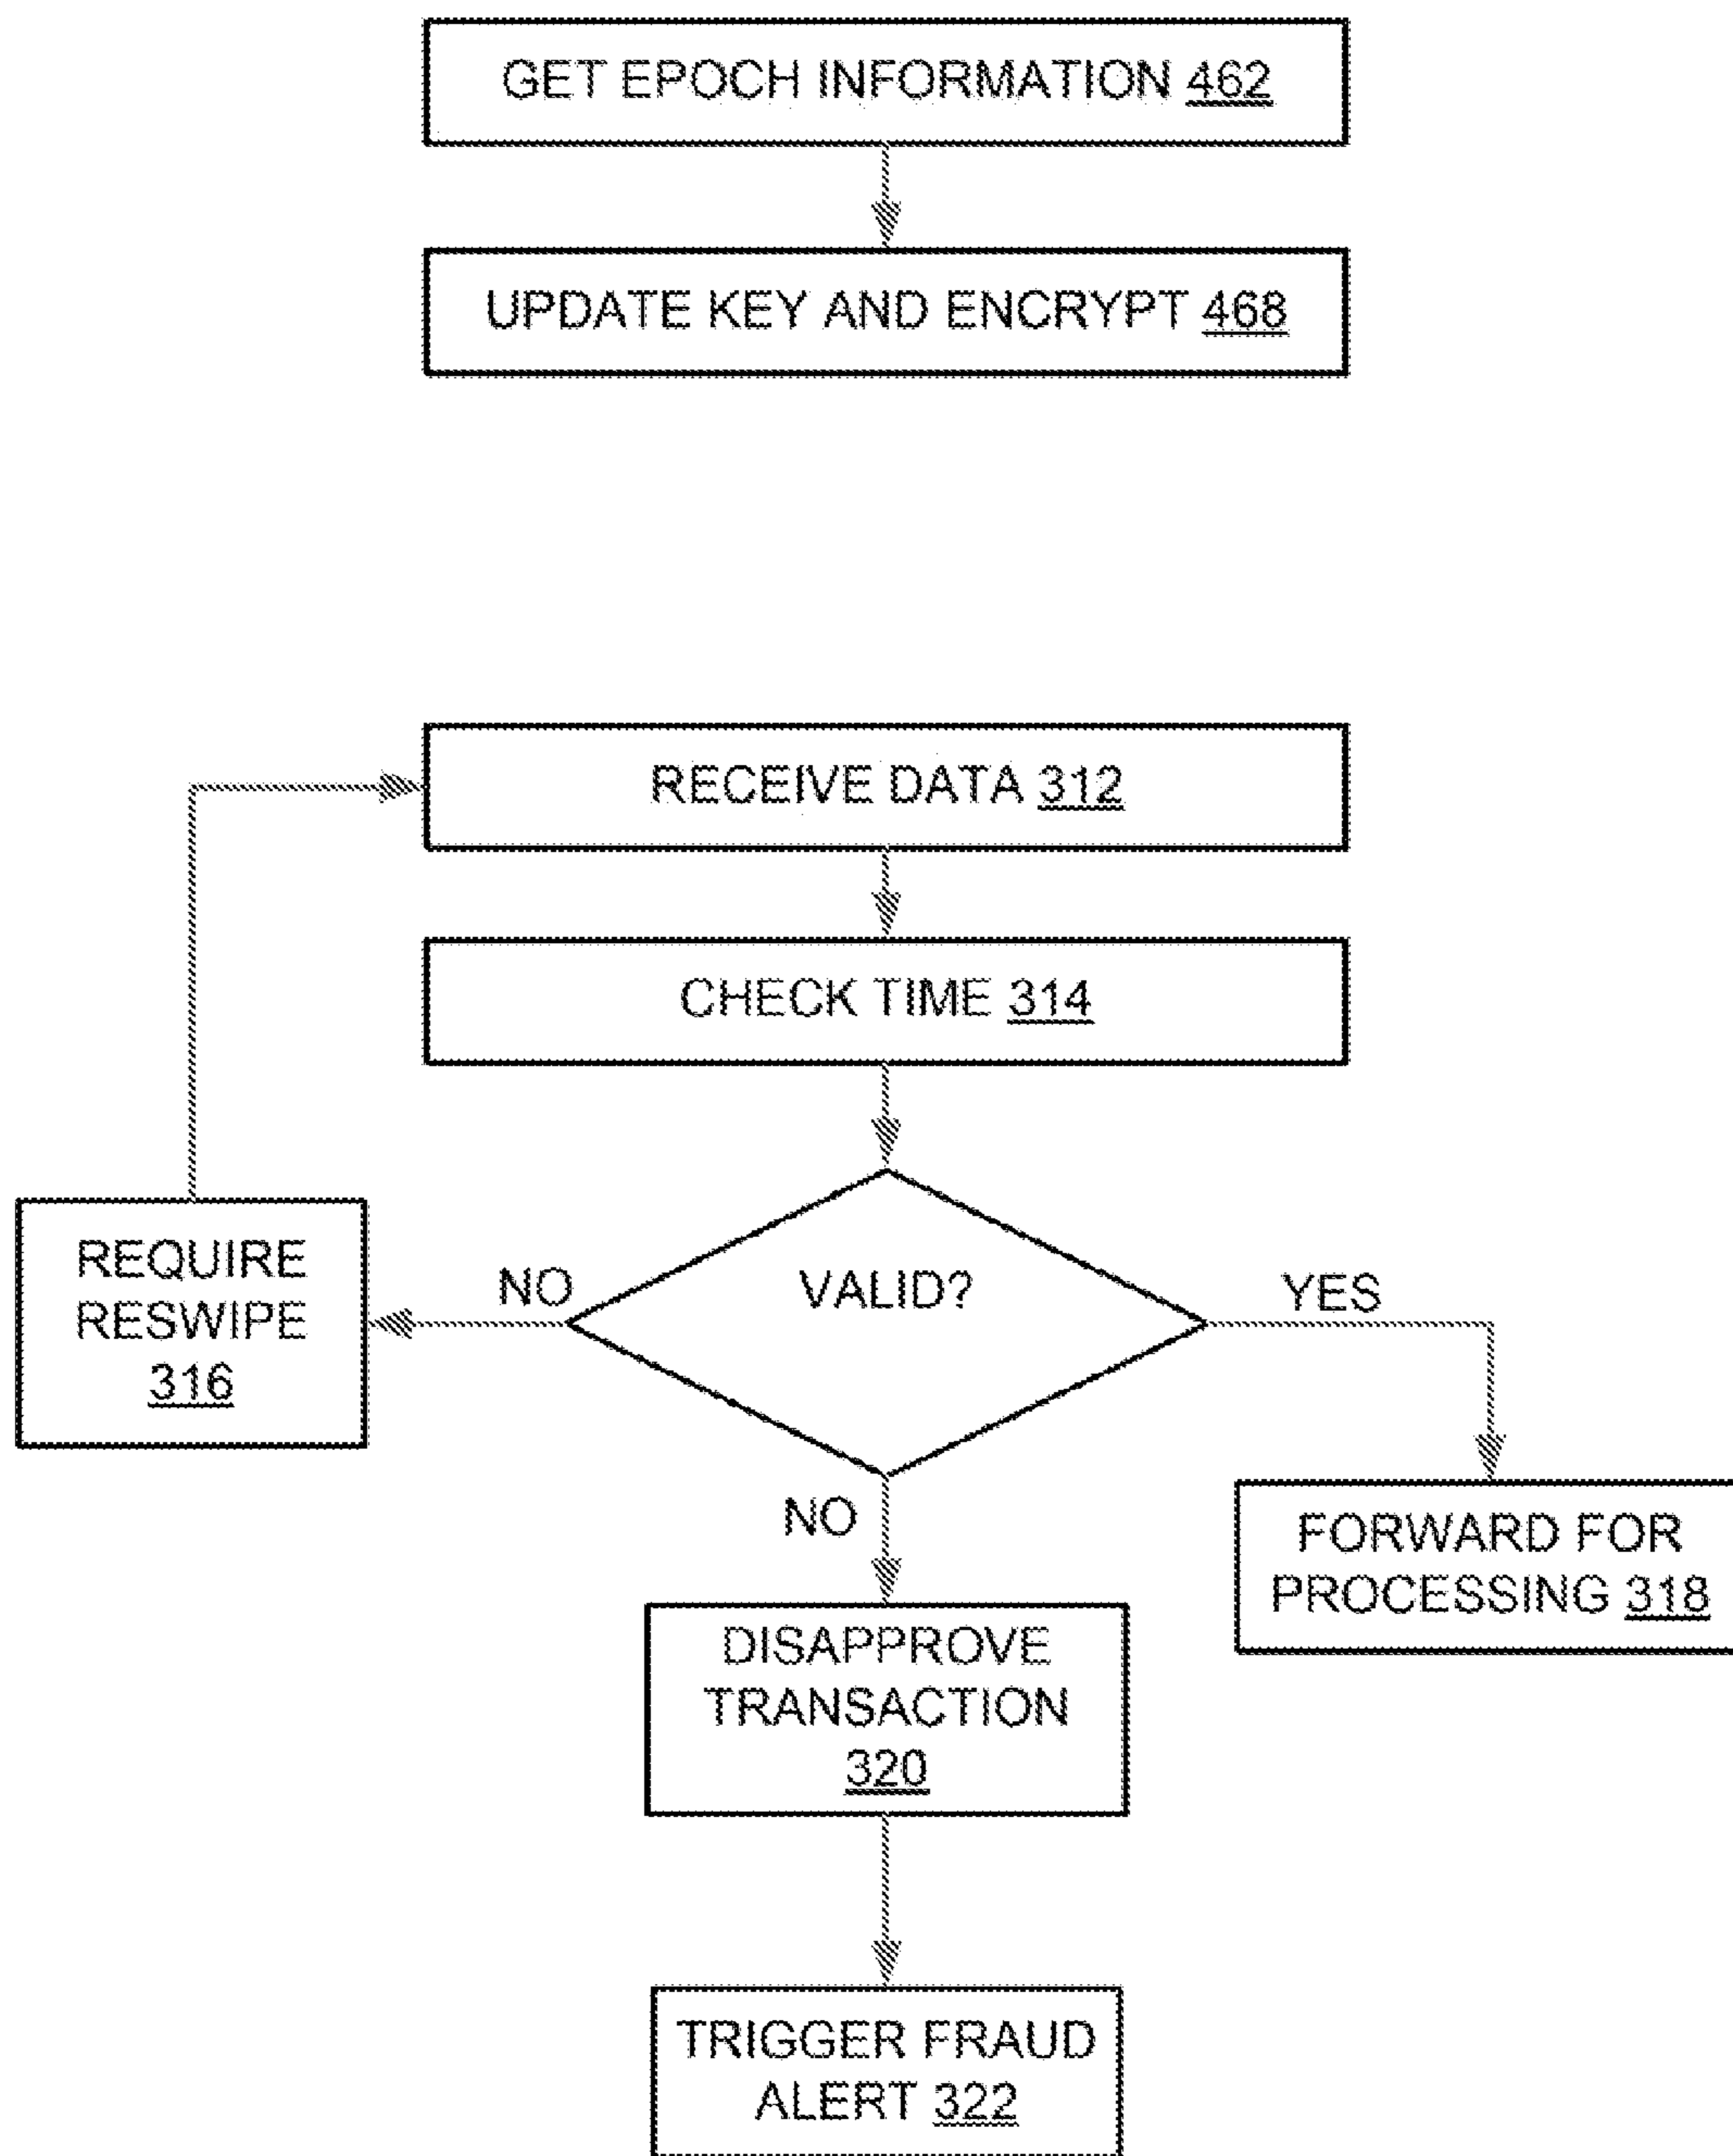 GET EPOCH INFORMATION 462
UPDATE KEY AND ENCRYPT 468
RECEIVE DATA 312
CHECK TIME 314
REQUIRE
RESWIPE
316
NO
VALID?
YES
NO
FORWARD FOR
PROCESSING 318
DISAPPROVE
TRANSACTION
320
TRIGGER FRAUD
ALERT 322